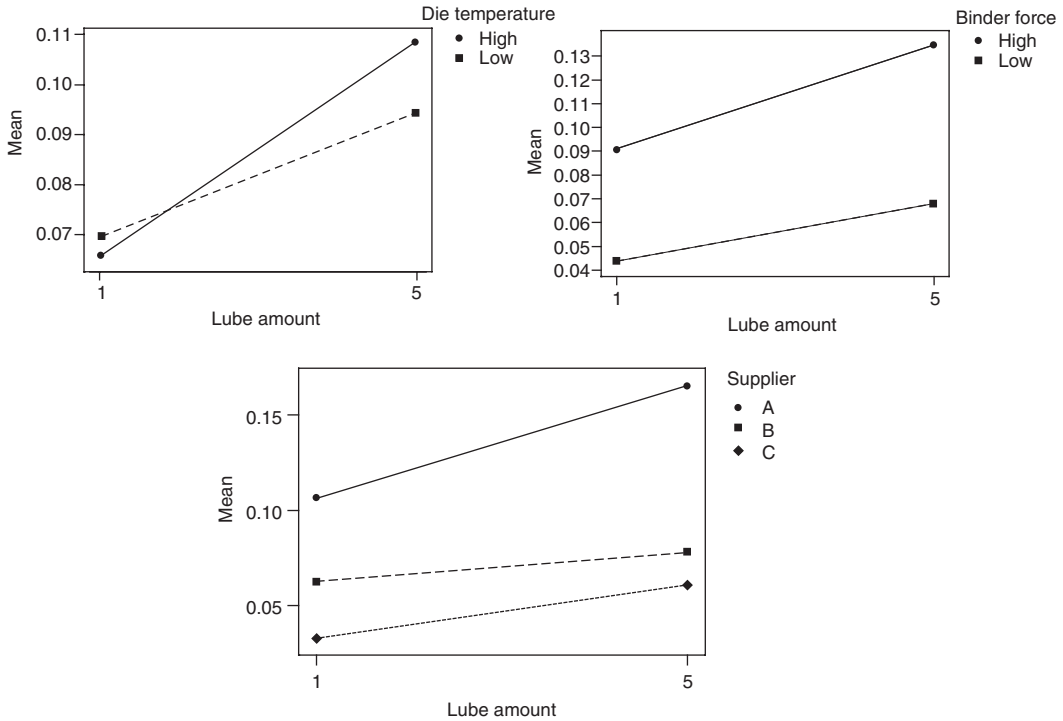 Die temperature
High
Low
0.11
0.10
0.09
0.08
0.07
Mean
1
5
Lube amount
Binder force
High
Low
0.13
0.12
0.11
0.10
0.09
0.08
0.07
0.06
0.05
0.04
Mean
1
5
Lube amount
Supplier
A
B
C
0.15
0.10
0.05
Mean
1
5
Lube amount